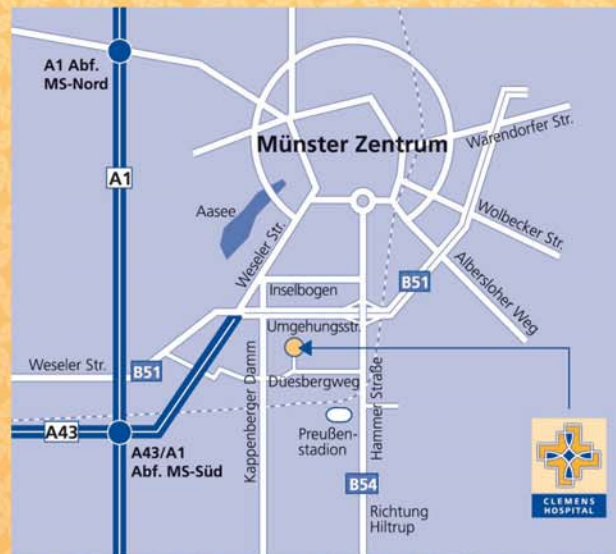 A1 Abf.
MS-Nord
Münster Zentrum
Warendorfer Str.
A1
Aasee
Weseler Str.
Wolbecker Str.
Albersloher Weg
B51
Inselbogen
Umgehungsstr.
Weseler Str.
B51
Kappenberger Damm
Düesbergweg
Hammer Straße
A43
Preußen-
stadion
A43/A1
Abf. MS-Süd
B54
Richtung
Hiltrup
CLEMENS
HOSPITAL